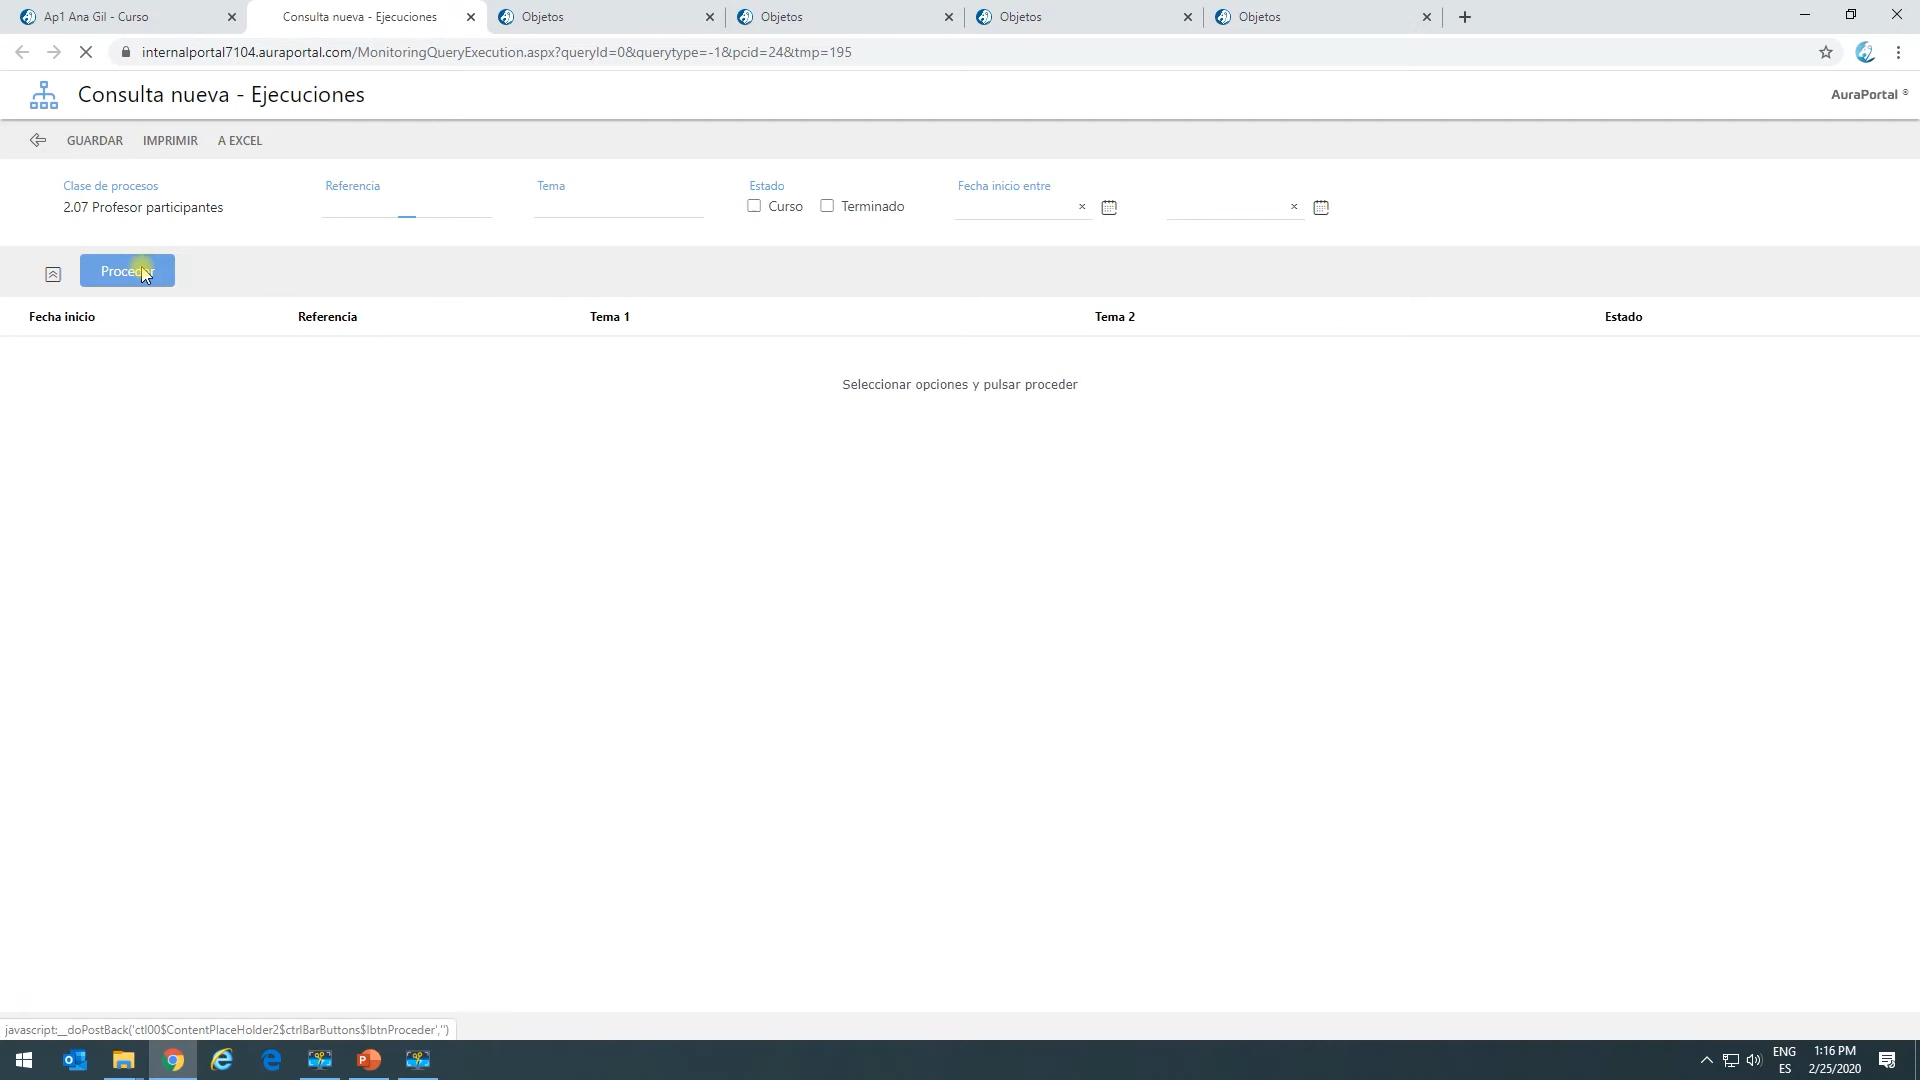 Ap1 Ana Gil - Curso
Consulta nueva - Ejecuciones
Objetos
Objetos
Objetos
Objetos
internalportal7104.auraportal.com/MonitoringQueryExecution.aspx?queryId=0&querytype=-1&pcid=24&tmp=195
Consulta nueva - Ejecuciones
AuraPortal ®
GUARDAR IMPRIMIR A EXCEL
Clase de procesos Referencia Tema Estado Fecha inicio entre
2.07 Profesor participantes Curso Terminado
Proceder
Fecha inicio Referencia Tema 1 Tema 2 Estado
Seleccionar opciones y pulsar proceder
javascript:__doPostBack('ctl00$ContentPlaceHolder2$ctrlBarButtons$lbtnProceder','')
ENG 1:16 PM
ES 2/25/2020